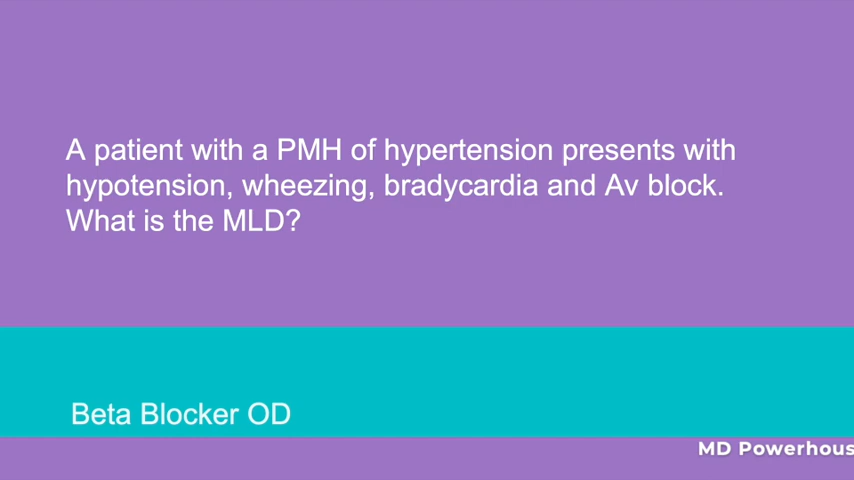 A patient with a PMH of hypertension presents with
hypotension, wheezing, bradycardia and Av block.
What is the MLD?
Beta Blocker OD
MD Powerhous